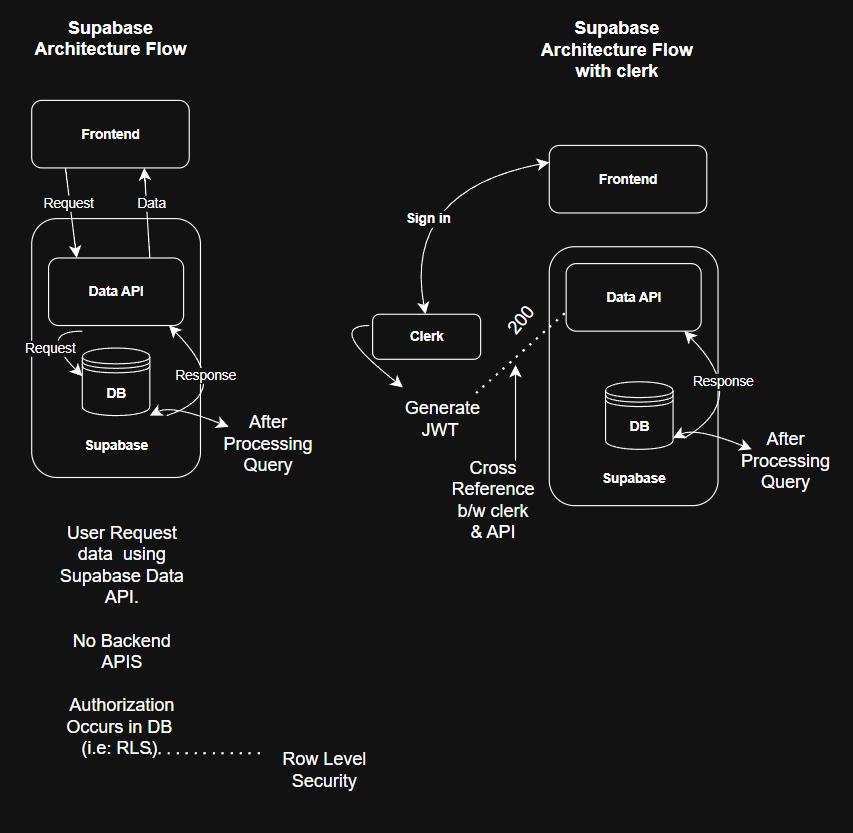 Supabase
Architecture Flow
Frontend
Request
Data
Data API
Request
Response
DB
After
Processing
Query
Supabase
User Request
data using
Supabase Data
API.
No Backend
APIS
Authorization
Occurs in DB
(i.e: RLS)
Row Level
Security
Supabase
Architecture Flow
with clerk
Frontend
Sign in
Data API
200
Clerk
Generate
JWT
Response
DB
Cross
Reference
b/w clerk
& API
After
Processing
Query
Supabase